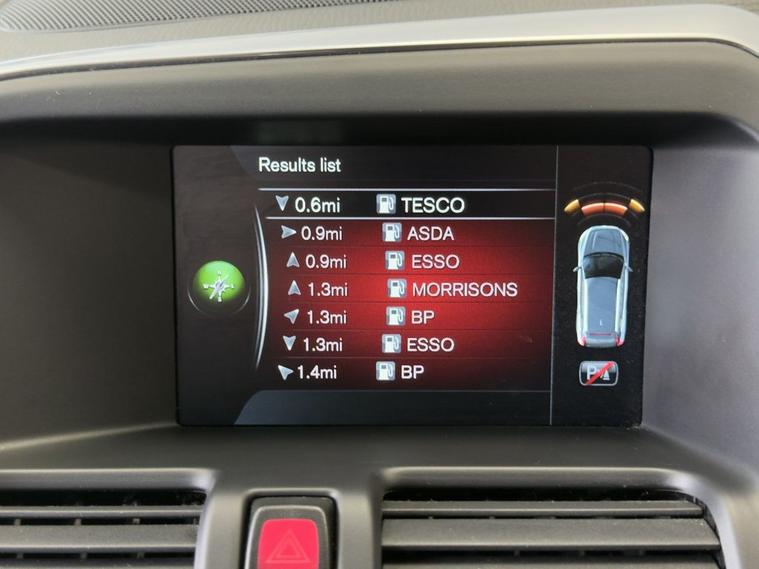 Results list
0.6mi TESCO
0.9mi ASDA
0.9mi ESSO
1.3mi MORRISONS
1.3mi BP
1.3mi ESSO
1.4mi BP